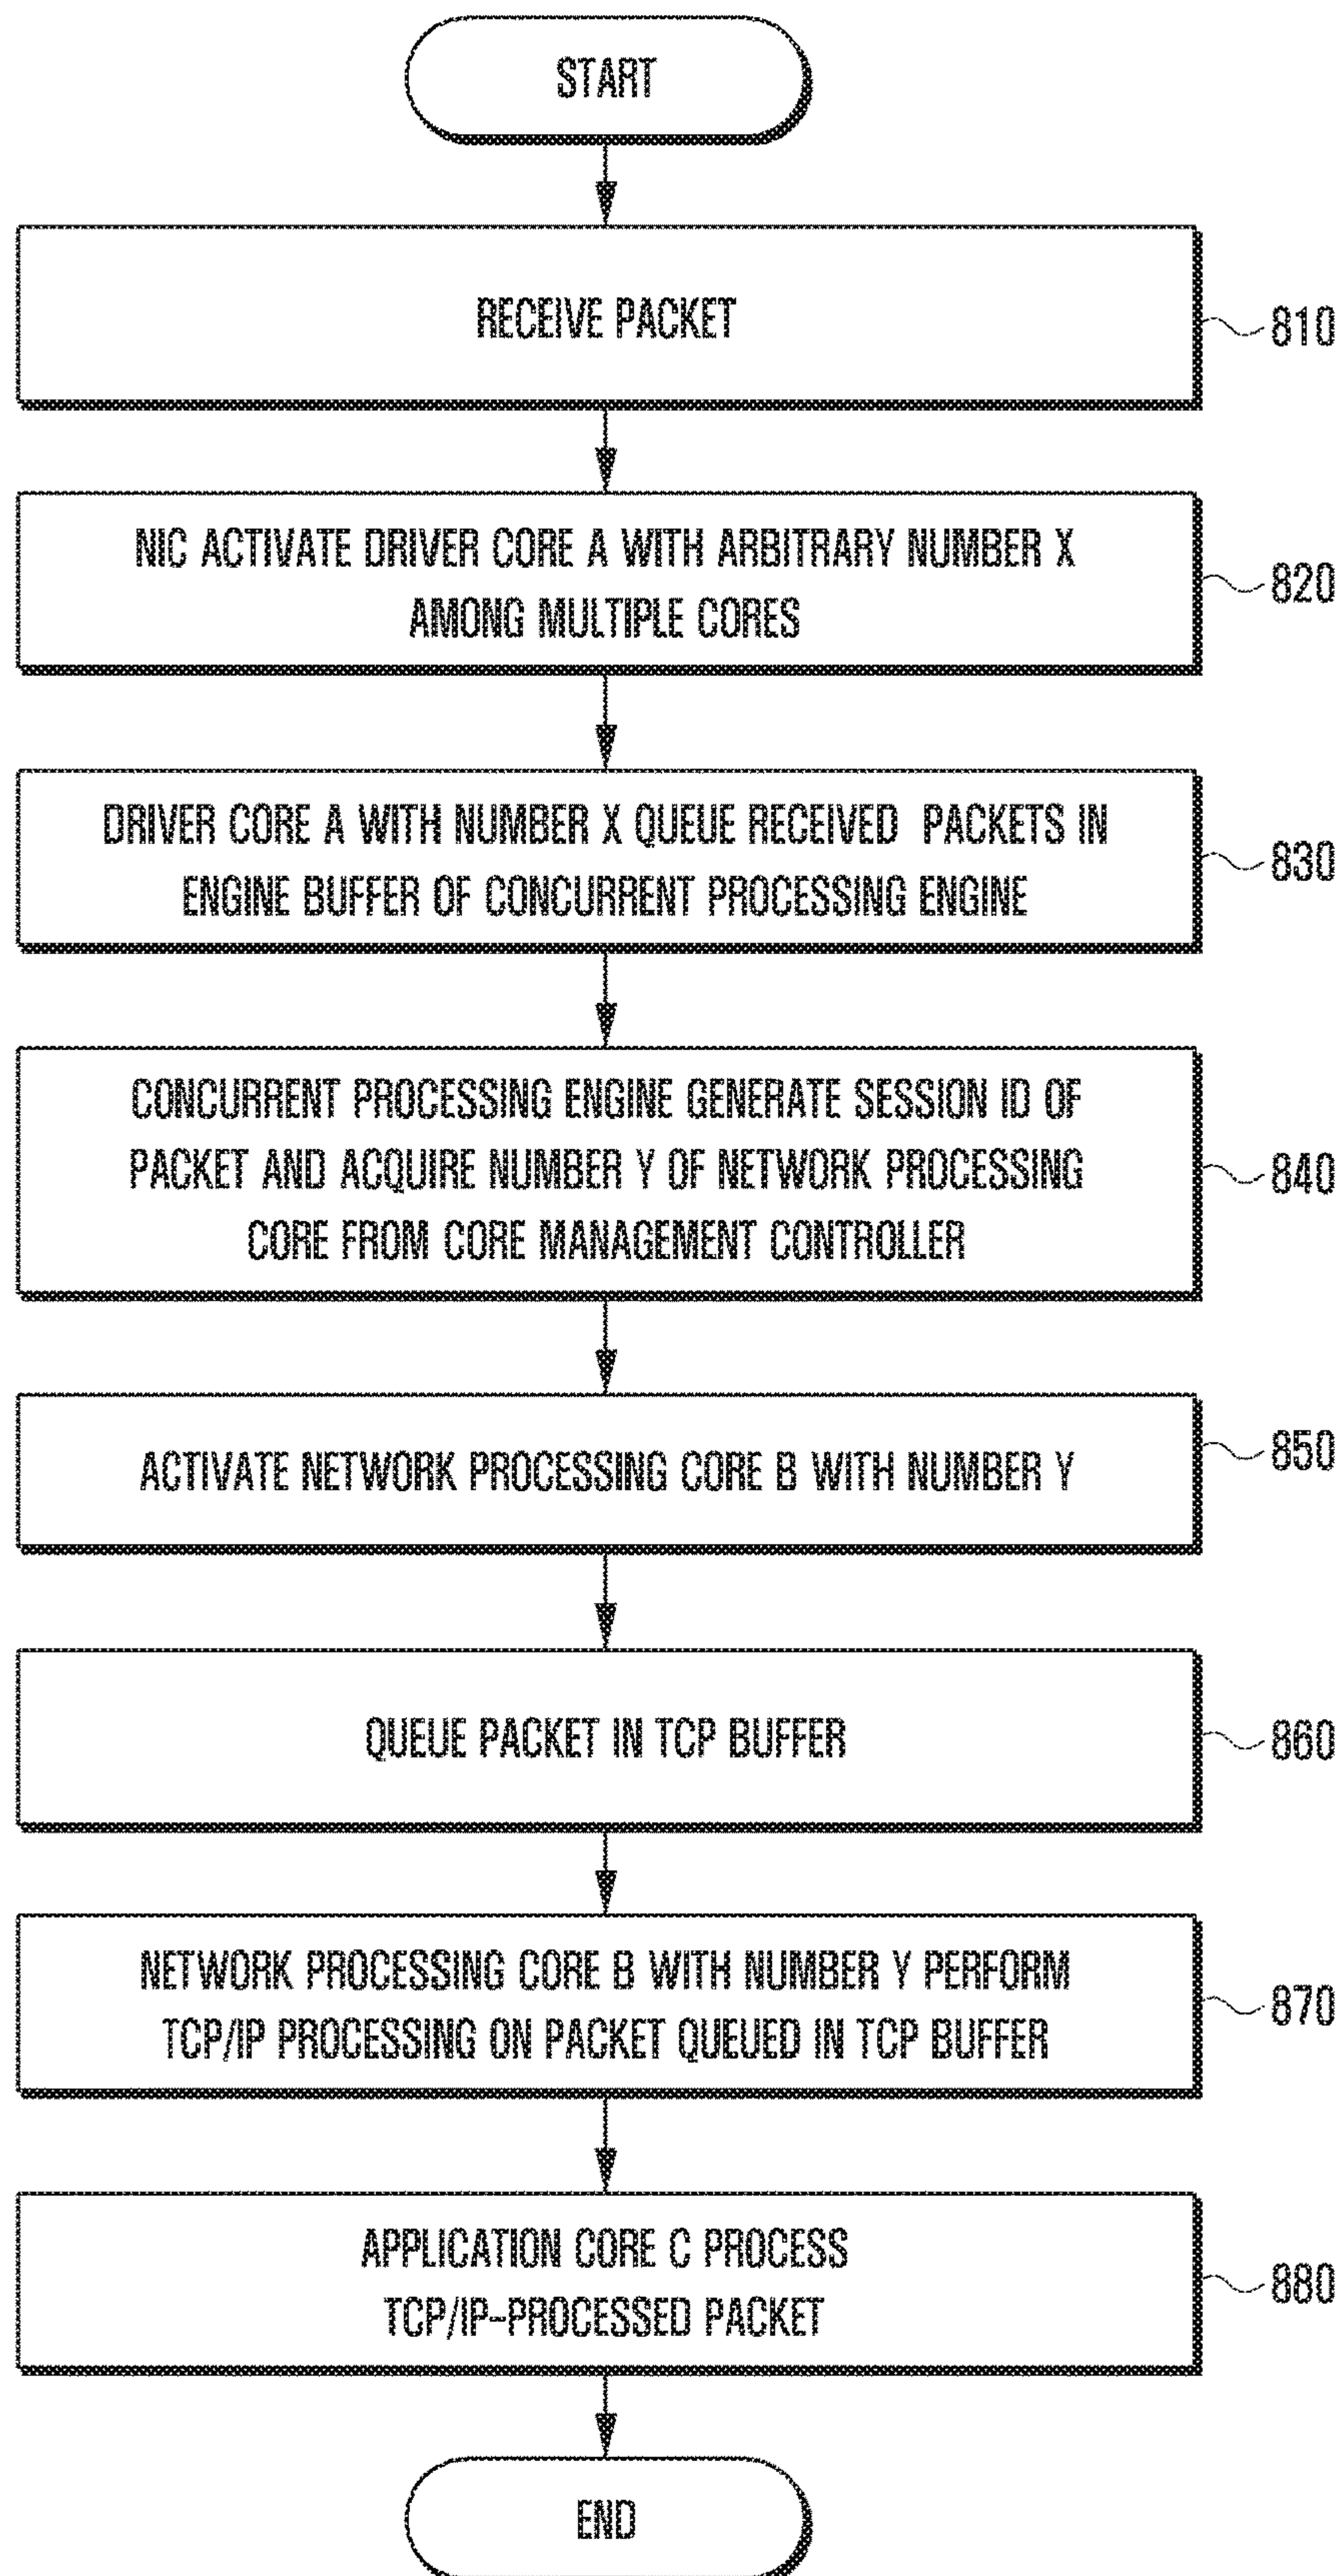 START
RECEIVE PACKET
810
NIC ACTIVATE DRIVER CORE A WITH ARBITRARY NUMBER X
AMONG MULTIPLE CORES
820
DRIVER CORE A WITH NUMBER X QUEUE RECEIVED PACKETS IN
ENGINE BUFFER OF CONCURRENT PROCESSING ENGINE
830
CONCURRENT PROCESSING ENGINE GENERATE SESSION ID OF
PACKET AND ACQUIRE NUMBER Y OF NETWORK PROCESSING
CORE FROM CORE MANAGEMENT CONTROLLER
840
ACTIVATE NETWORK PROCESSING CORE B WITH NUMBER Y
850
QUEUE PACKET IN TCP BUFFER
860
NETWORK PROCESSING CORE B WITH NUMBER Y PERFORM
TCP/IP PROCESSING ON PACKET QUEUED IN TCP BUFFER
870
APPLICATION CORE C PROCESS
TCP/IP-PROCESSED PACKET
880
END